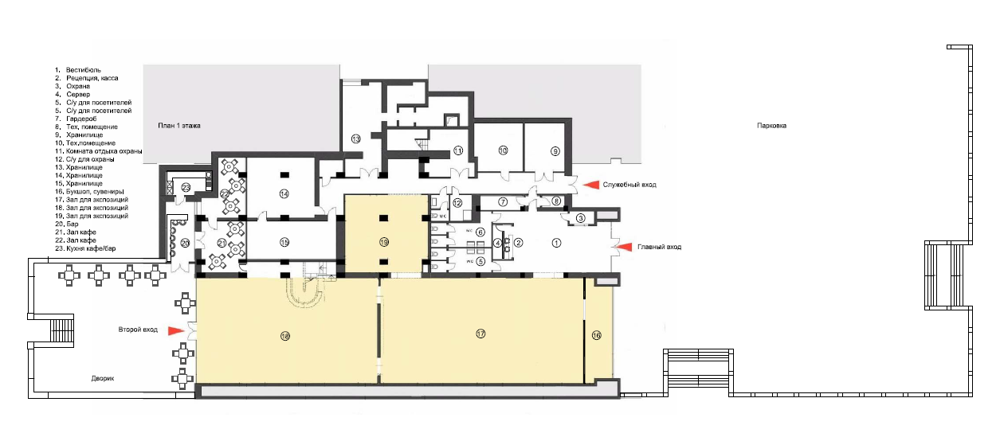 1. Вестибюль
2. Рецепция, касса
3. Охрана
4. Сервер
5. С/у для посетителей
5. С/у для посетителей
7. Гардероб
8. Тех, помещение
9. Хранилище
10. Тех.помещение
11. Комната отдыха охраны
12. С/у для охраны
13. Хранилище
14, Хранилище
15. Хранилище
16. Букшоп, сувениры
17. Зал для экспозиций
18. Зал для экспозиций
19, Зал для экспозиций
20, Бар
21, Зал кафе
22, Зал кафе
23. Кухня кафе/бар
План 1 этажа
Парковка
13
11
10
9
Служебный вход
23
22
14
12
7
8
WC
3
20
21
15
19
WC
6
4
2
1
Главный вход
WC
5
Второй вход
18
17
16
Дворик